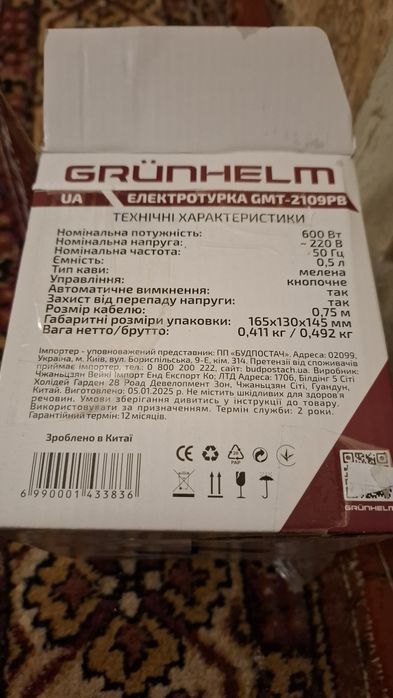 GRÜNHELM
UA ЕЛЕКТРОТУРКА GMT-2109PB
ТЕХНІЧНІ ХАРАКТЕРИСТИКИ
Номінальна потужність: 600 Вт
Номінальна напруга: ~ 220 В
Номінальна частота: 50 Гц
Ємність: 0,5 л
Тип кави: мелена
Управління: кнопочне
Автоматичне вимкнення: так
Захист від перепаду напруги: так
Розмір кабелю: 0,75 м
Габаритні розміри упаковки: 165х130х145 мм
Вага нетто/брутто: 0,411 кг / 0,492 кг
Імпортер - уповноважений представник: ПП «БУДПОСТАЧ». Адреса: 02099,
Україна, м. Київ, вул. Бориспільська, 9-Е, кім. 314. Претензії від споживачів
приймає імпортер, тел.: 0 800 200 222, сайт: budpostach.ua. Виробник:
Чжаньцзян Вейкі Імпорт Енд Експорт Ко; ЛТД Адреса: 1706, Білдінг 5 Сіті
Холідей Гарден 28 Роад Девелопмент Зон, Чжаньцзян Сіті, Гуандун,
Китай. Виготовлено: 05.01.2025 р. Не містить шкідливих для здоров'я
речовин. Умови зберігання дивитись у інструкції до товару.
Використовувати за призначенням. Термін служби: 2 роки.
Гарантійний термін: 12 місяців.
Зроблено в Китаї
6 990001 433836
PAP
GRÜNHELM